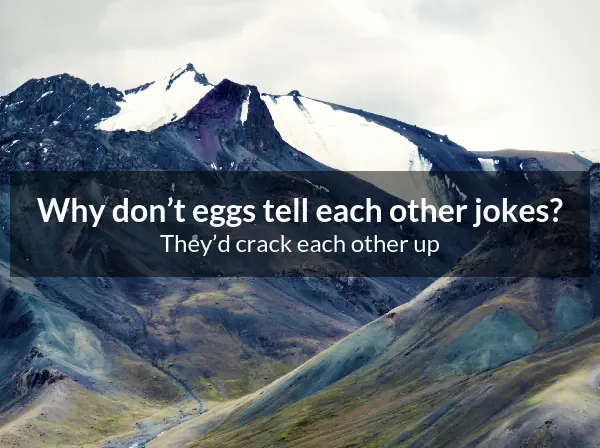 Why don’t eggs tell each other jokes?
They’d crack each other up